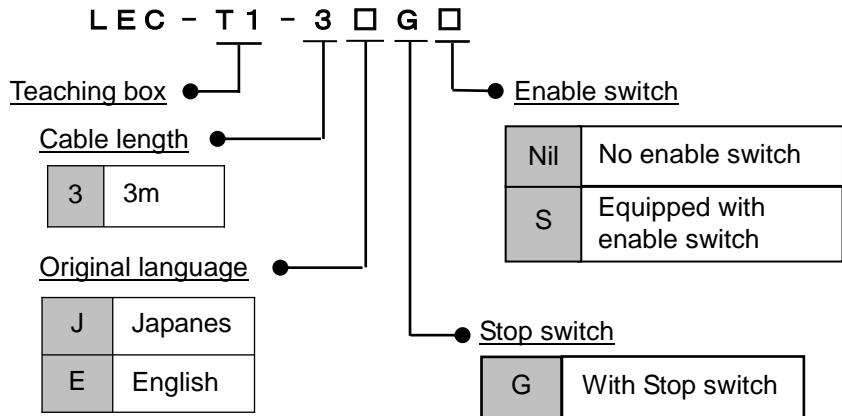 LEC-T1-3□G□
Teaching box
Enable switch
Cable length
Nil No enable switch
3 3m
S Equipped with
enable switch
Original language
J Japanes
Stop switch
E English
G With Stop switch